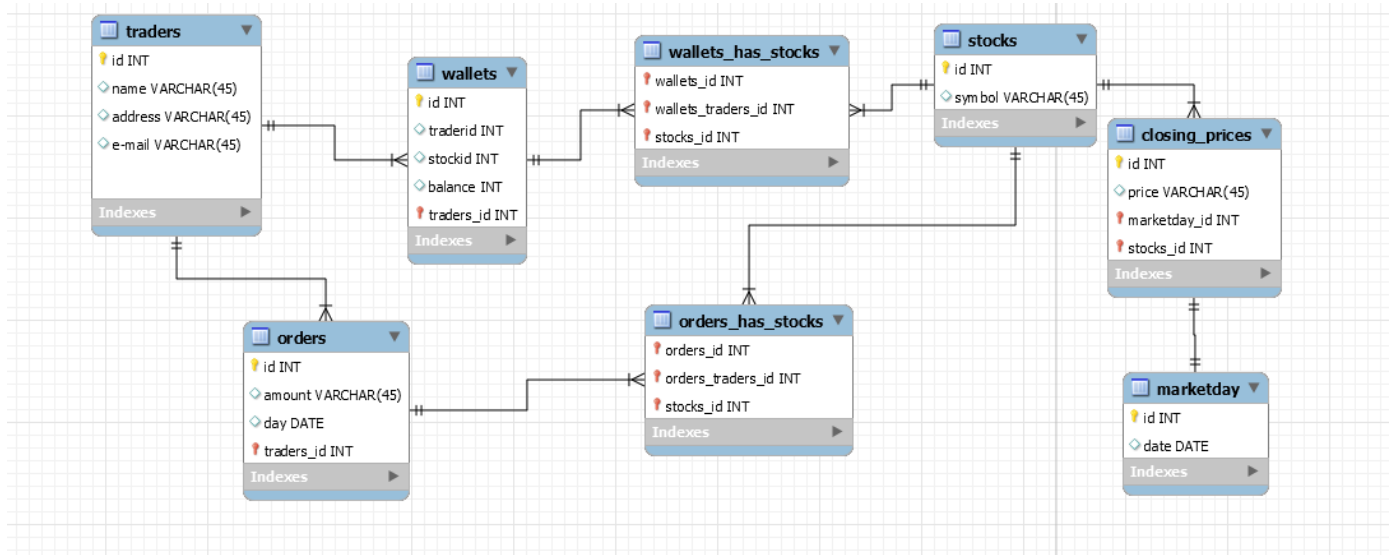 traders
id INT
name VARCHAR(45)
address VARCHAR(45)
e-mail VARCHAR(45)
Indexes
wallets
id INT
traderid INT
stockid INT
balance INT
traders_id INT
Indexes
wallets_has_stocks
wallets_id INT
wallets_traders_id INT
stocks_id INT
Indexes
stocks
id INT
symbol VARCHAR(45)
Indexes
closing_prices
id INT
price VARCHAR(45)
marketday_id INT
stocks_id INT
Indexes
orders
id INT
amount VARCHAR(45)
day DATE
traders_id INT
Indexes
orders_has_stocks
orders_id INT
orders_traders_id INT
stocks_id INT
Indexes
marketday
id INT
date DATE
Indexes